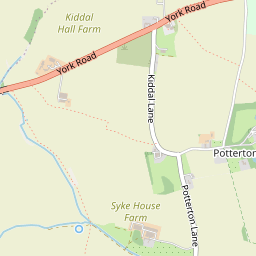 Kiddal
Hall Farm
York Road
York Road
Kiddal Lane
Potterton
Potterton Lane
Syke House
Farm